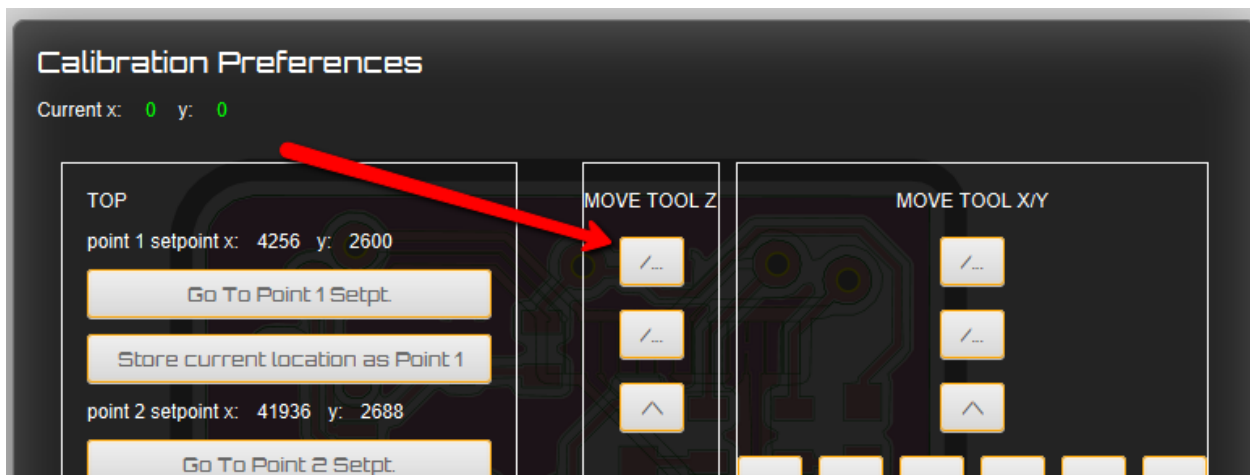 Calibration Preferences
Current x: 0 y: 0
TOP
MOVE TOOL Z
MOVE TOOL X/Y
point 1 setpoint x: 4256 y: 2600
/...
/...
Go To Point 1 Setpt.
/...
/...
Store current location as Point 1
^
^
point 2 setpoint x: 41936 y: 2688
Go To Point 2 Setpt.